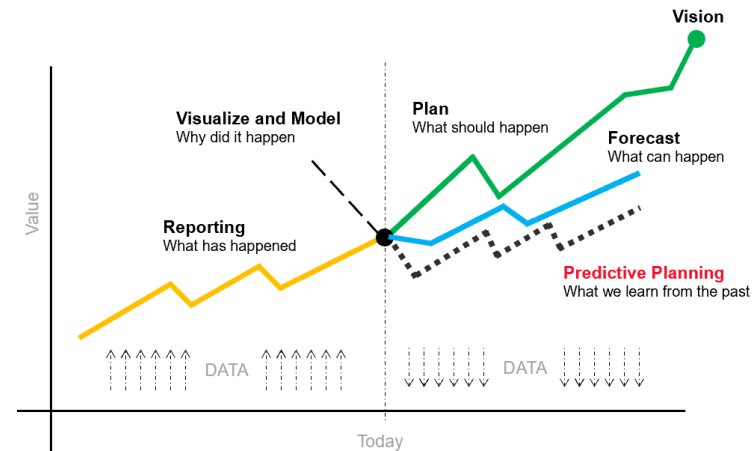 Vision
Visualize and Model
Why did it happen
Plan
What should happen
Forecast
What can happen
Value
Reporting
What has happened
Predictive Planning
What we learn from the past
DATA
DATA
Today